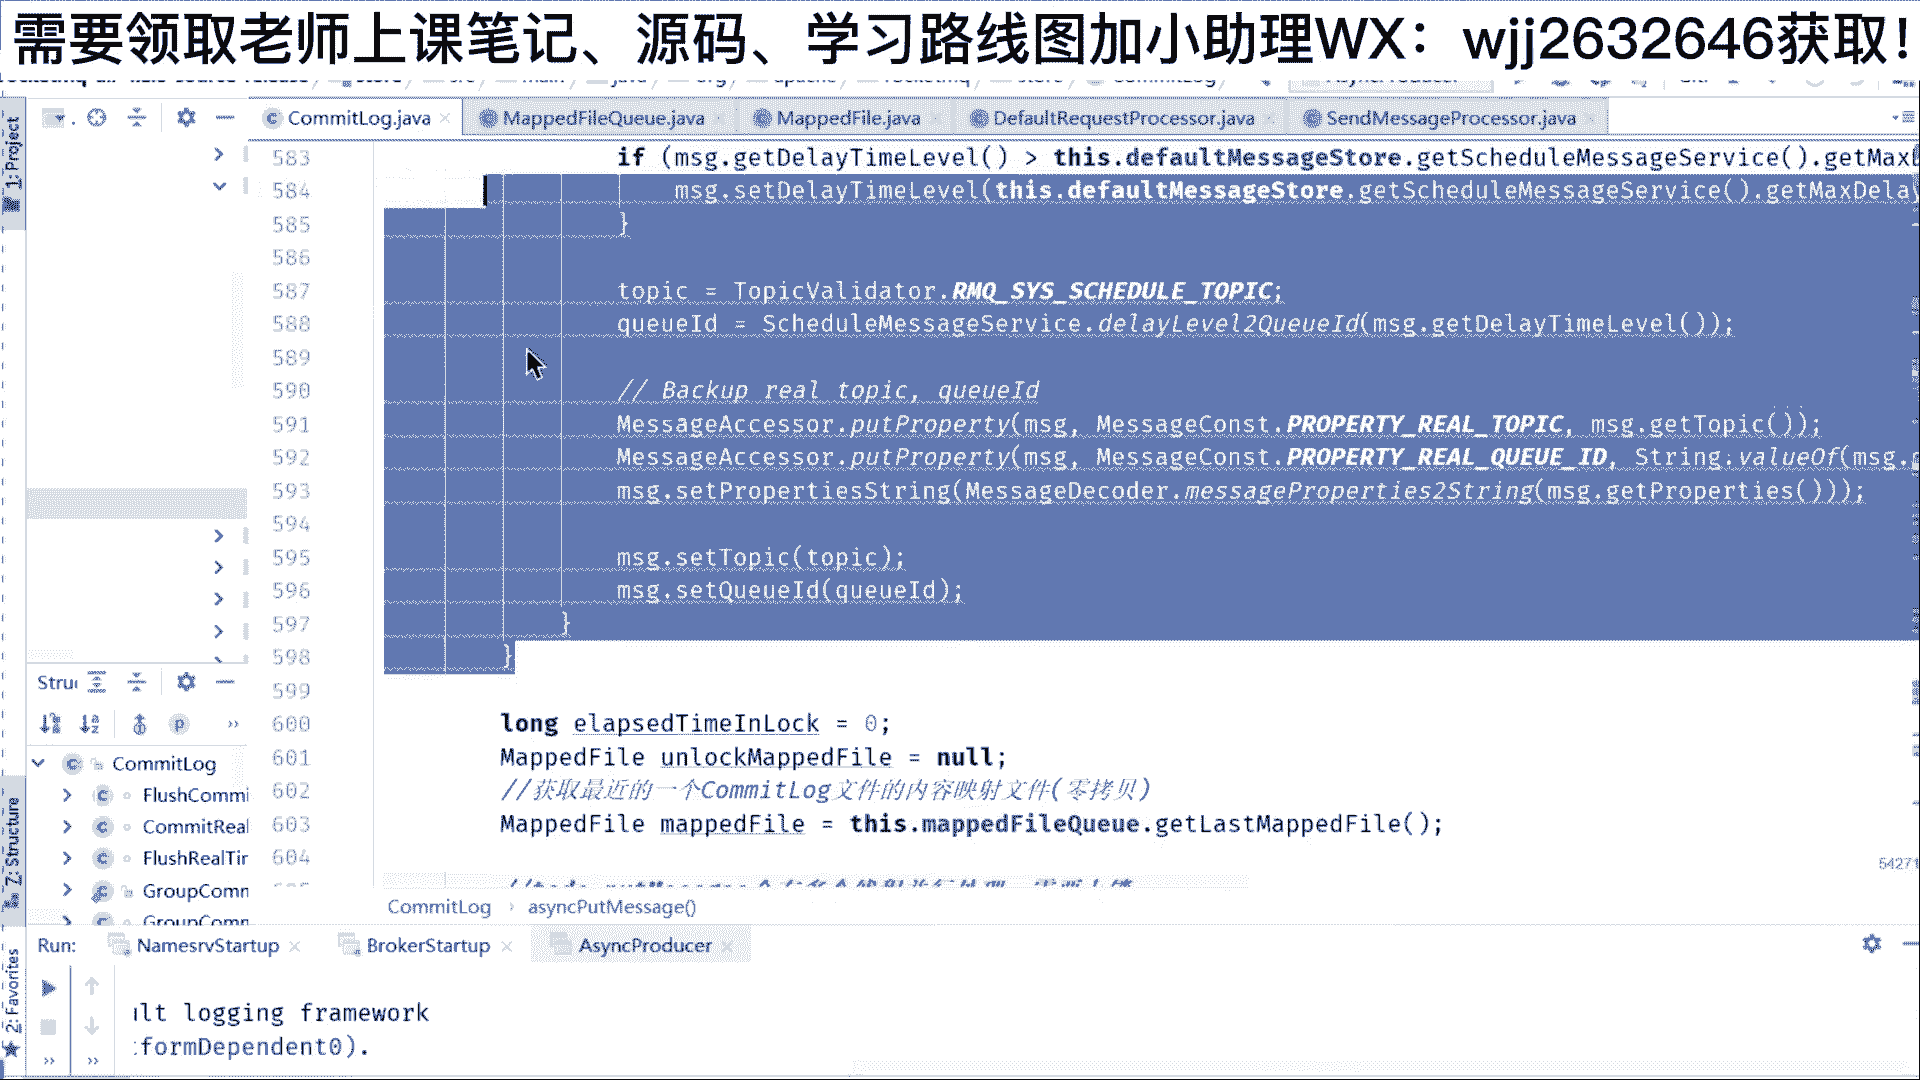 需要领取老师上课笔记、源码、学习路线图加小助理WX：wjj2632646获取！
1: Project
CommitLog.java
MappedFileQueue.java
MappedFile.java
DefaultRequestProcessor.java
SendMessageProcessor.java
583 if (msg.getDelayTimeLevel() > this.defaultMessageStore.getScheduleMessageService().getMax
584 msg.setDelayTimeLevel(this.defaultMessageStore.getScheduleMessageService().getMaxDela
585 }
586
587 topic = TopicValidator.RMQ_SYS_SCHEDULE_TOPIC;
588 queueId = ScheduleMessageService.delayLevel2QueueId(msg.getDelayTimeLevel());
589
590 // Backup real topic, queueId
591 MessageAccessor.putProperty(msg, MessageConst.PROPERTY_REAL_TOPIC, msg.getTopic());
592 MessageAccessor.putProperty(msg, MessageConst.PROPERTY_REAL_QUEUE_ID, String.valueOf(msg.
593 msg.setPropertiesString(MessageDecoder.messageProperties2String(msg.getProperties()));
594
595 msg.setTopic(topic);
596 msg.setQueueId(queueId);
597 }
598 }
599
600 long elapsedTimeInLock = 0;
601 MappedFile unlockMappedFile = null;
602 //获取最近的一个CommitLog文件的内容映射文件(零拷贝)
603 MappedFile mappedFile = this.mappedFileQueue.getLastMappedFile();
604
54271
Stru
CommitLog
FlushCommi
CommitReal
FlushRealTir
GroupComm
GroupComm
Z: Structure
CommitLog › asyncPutMessage()
Run:
NamesrvStartup
BrokerStartup
AsyncProducer
2: Favorites
ult logging framework
:formDependent0).